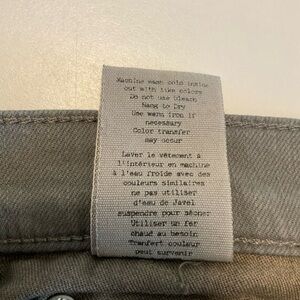 Machine wash cold inside
out with like colors
Do not use bleach
Hang to Dry
Use warm iron if
necessary
Color transfer
may occur
Laver le vêtement à
l'intérieur en machine
à l'eau froide avec des
couleurs similaires
ne pas utiliser
d'eau de Javel
suspendre pour sécher
Utiliser un fer
chaud au besoin
Tranfert couleur
peut survenir